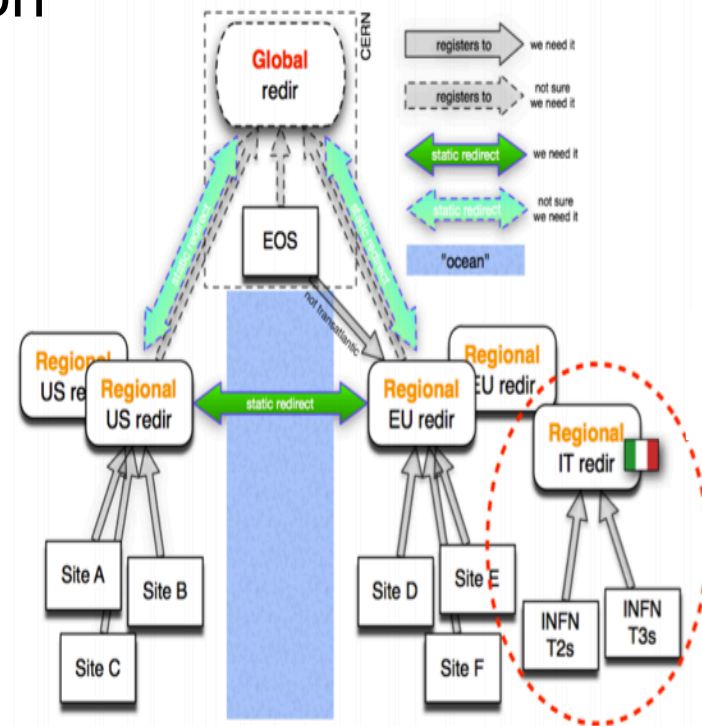 Global
redir
CERN
registers to
we need it
registers to
not sure
we need it
static redirect
we need it
static redirect
not sure
we need it
"ocean"
static redirect
static redirect
EOS
not transatlantic
Regional
US re
Regional
US redir
static redirect
Regional
EU redir
Regional
EU redir
Regional
IT redir
Site A
Site B
Site C
Site D
Site E
Site F
INFN
T2s
INFN
T3s